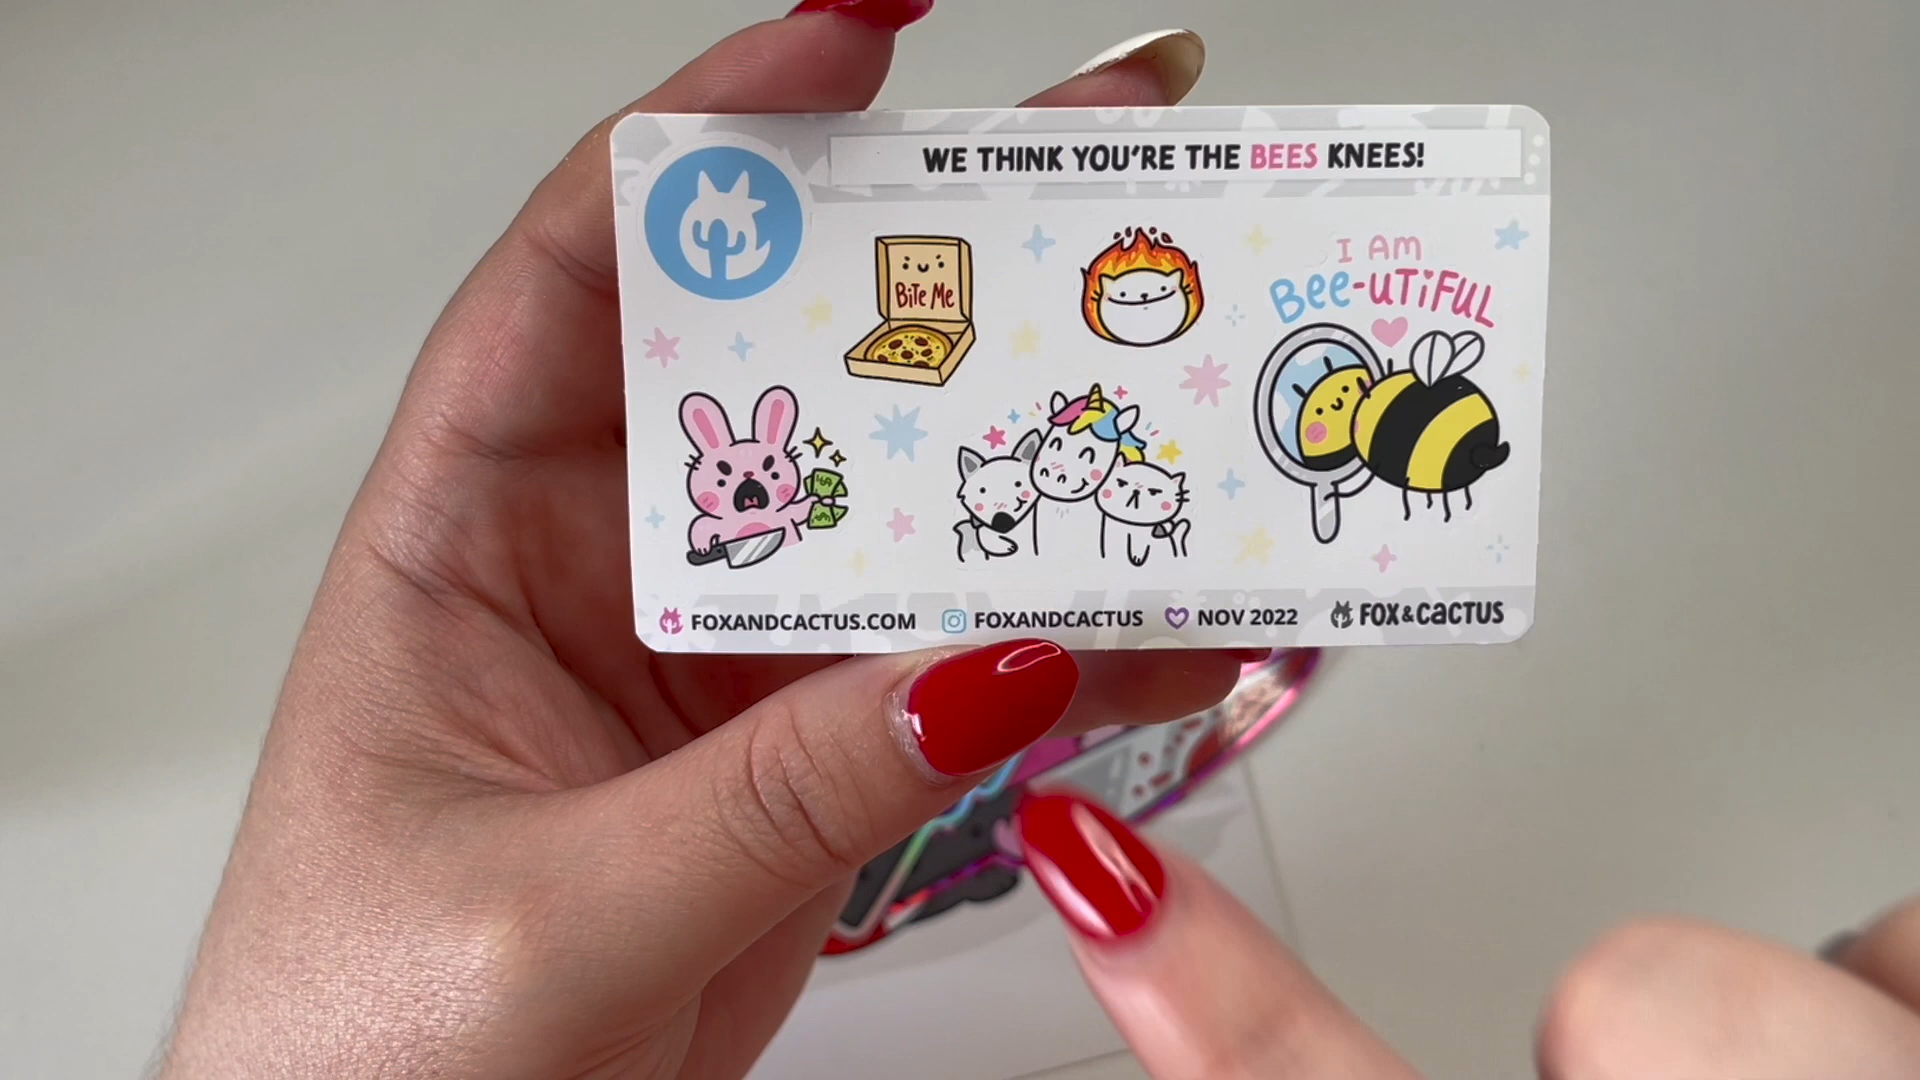 WE THINK YOU'RE THE BEES KNEES!
BiTe Me
I AM
Bee-UTiFUL
FOXANDCACTUS.COM FOXANDCACTUS NOV 2022 FOX&CaCTUS